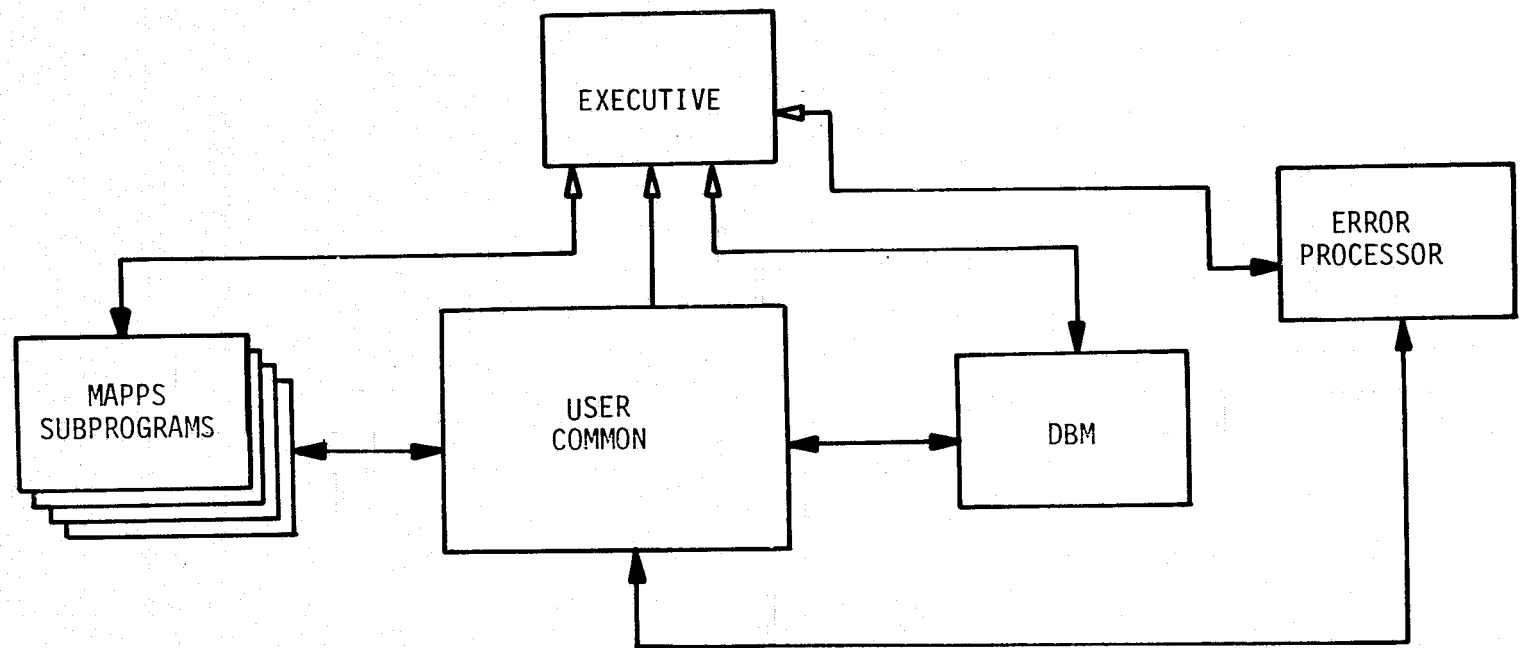 EXECUTIVE
ERROR
PROCESSOR
MAPPS
SUBPROGRAMS
USER
COMMON
DBM